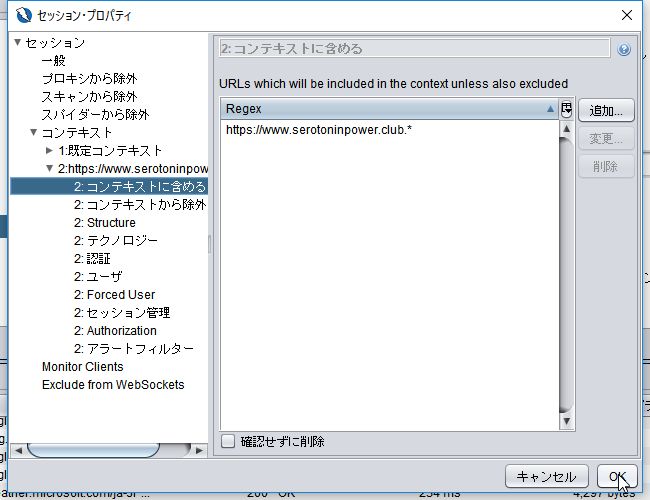 セッション・プロパティ
セッション
一般
プロキシから除外
スキャンから除外
スパイダーから除外
コンテキスト
1:既定コンテキスト
2:https://www.serotoninpow
2: コンテキストに含める
2: コンテキストから除外
2: Structure
2: テクノロジー
2: 認証
2: ユーザ
2: Forced User
2: セッション管理
2: Authorization
2: アラートフィルター
Monitor Clients
Exclude from WebSockets
2: コンテキストに含める
URLs which will be included in the context unless also excluded
Regex
https://www.serotoninpower.club.*
追加...
変更...
削除
確認せずに削除
キャンセル
OK